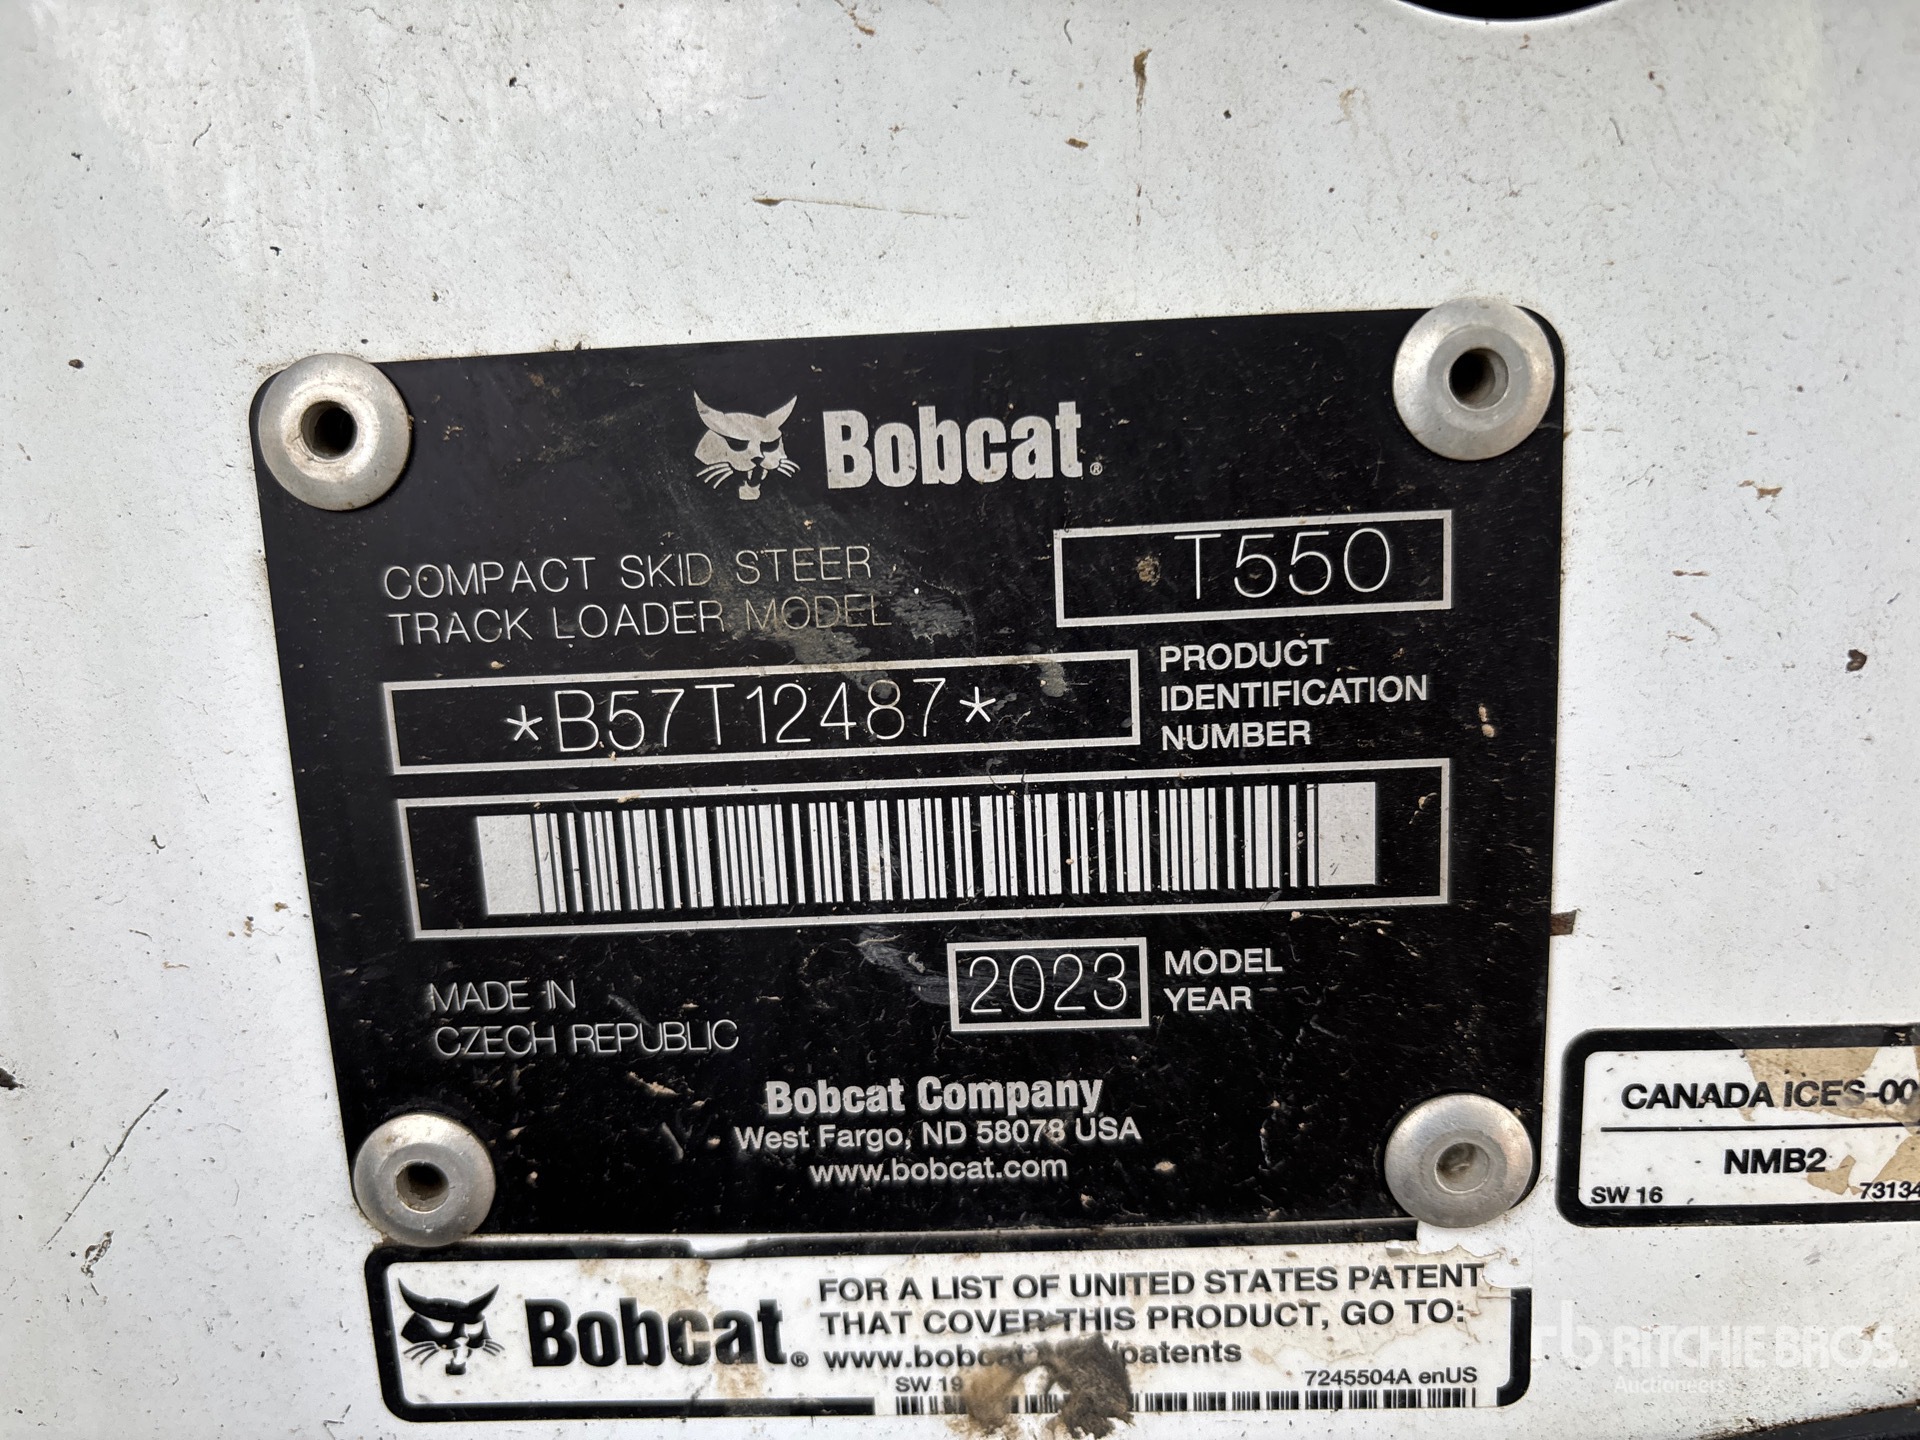 Bobcat®
COMPACT SKID STEER
TRACK LOADER MODEL
T550
*B57T12487*
PRODUCT
IDENTIFICATION
NUMBER
MADE IN
CZECH REPUBLIC
2023
MODEL
YEAR
Bobcat Company
West Fargo, ND 58078 USA
www.bobcat.com
CANADA ICES-00
NMB2
SW 16
73134
Bobcat®
FOR A LIST OF UNITED STATES PATENT
THAT COVER THIS PRODUCT, GO TO:
/patents
SW 19
7245504A enUS
RITCHIE BROS.
Auctioneers